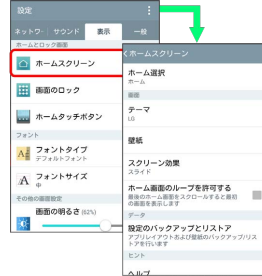 設定
ネットワー サウンド 表示 一般
ホームとロック画面
ホームスクリーン
画面のロック
ホームタッチボタン
フォント
フォントタイプ
デフォルトフォント
フォントサイズ
中
その他の画面設定
画面の明るさ (62%)
ホームスクリーン
ホーム選択
ホーム
画面
テーマ
LG
壁紙
スクリーン効果
スライド
ホーム画面のループを許可する
最後のホーム画面をスクロールすると最初
の画面を表示します
データ
設定のバックアップとリストア
アプリレイアウトおよび壁紙のバックアップ/リス
トアを行います
ヒント
ヘルプ